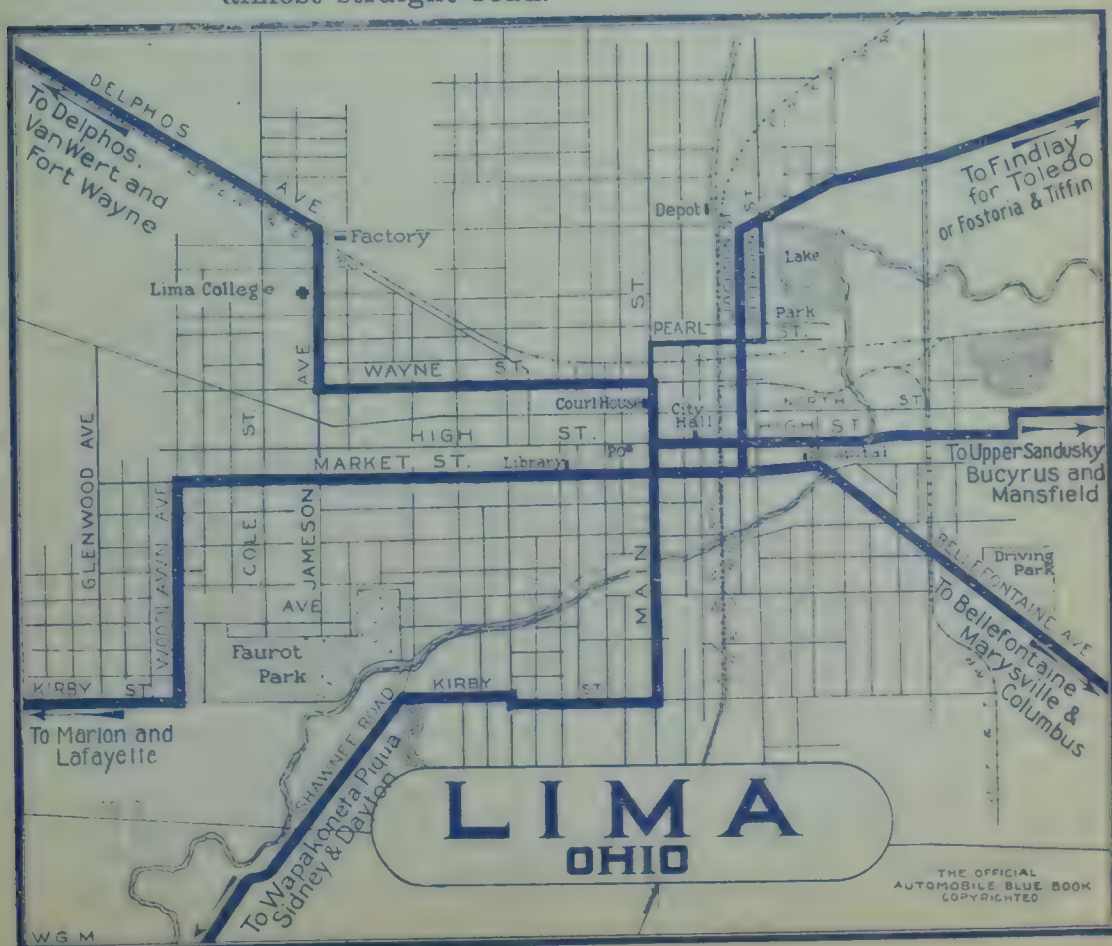 almost straight road.
DELPHOS
AVE
To Delphos.
Van Wert and
Fort Wayne
Factory
Lima College
AVE
WAYNE ST.
Court House
HIGH ST.
PO
MARKET ST.
Library
ST
PEARL
ST.
Depot
ST
Lake
Park
To Findlay
for Toledo
or Fostoria & Tiffin
City
Hall
NORTH ST
HIGH ST
To Upper Sandusky
Bucyrus and
Mansfield
GLENWOOD AVE
WOODLAWN AVE
COLE ST.
JAMESON
AVE
MAIN
Faurot
Park
Driving
Park
BELLEFONTAINE AVE
To Bellefontaine
Marysville &
Columbus
KIRBY ST.
To Marion and
Lafayette
KIRBY ST
SHAWNEE ROAD
To Wapakoneta Piqua
Sidney & Dayton
LIMA
OHIO
THE OFFICIAL
AUTOMOBILE BLUE BOOK
COPYRIGHTED
W G M